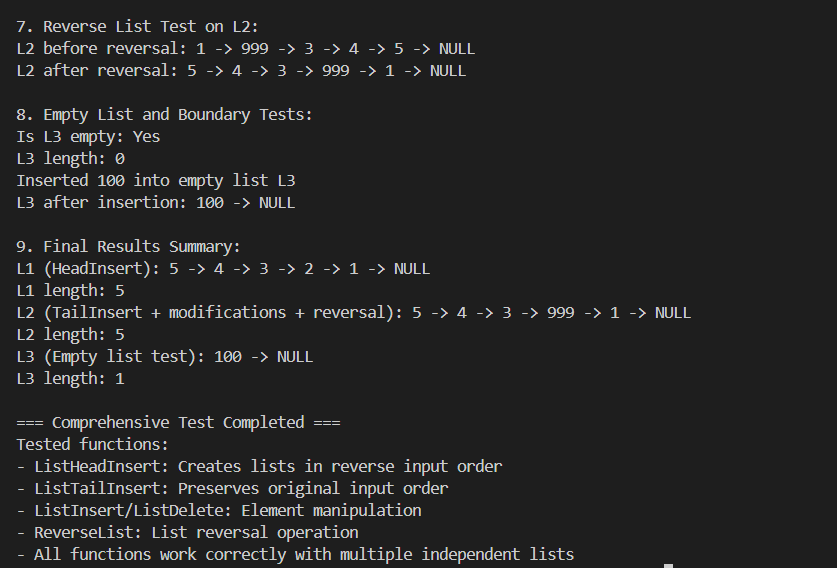 7. Reverse List Test on L2:
L2 before reversal: 1 -> 999 -> 3 -> 4 -> 5 -> NULL
L2 after reversal: 5 -> 4 -> 3 -> 999 -> 1 -> NULL
8. Empty List and Boundary Tests:
Is L3 empty: Yes
L3 length: 0
Inserted 100 into empty list L3
L3 after insertion: 100 -> NULL
9. Final Results Summary:
L1 (HeadInsert): 5 -> 4 -> 3 -> 2 -> 1 -> NULL
L1 length: 5
L2 (TailInsert + modifications + reversal): 5 -> 4 -> 3 -> 999 -> 1 -> NULL
L2 length: 5
L3 (Empty list test): 100 -> NULL
L3 length: 1
=== Comprehensive Test Completed ===
Tested functions:
- ListHeadInsert: Creates lists in reverse input order
- ListTailInsert: Preserves original input order
- ListInsert/ListDelete: Element manipulation
- ReverseList: List reversal operation
- All functions work correctly with multiple independent lists